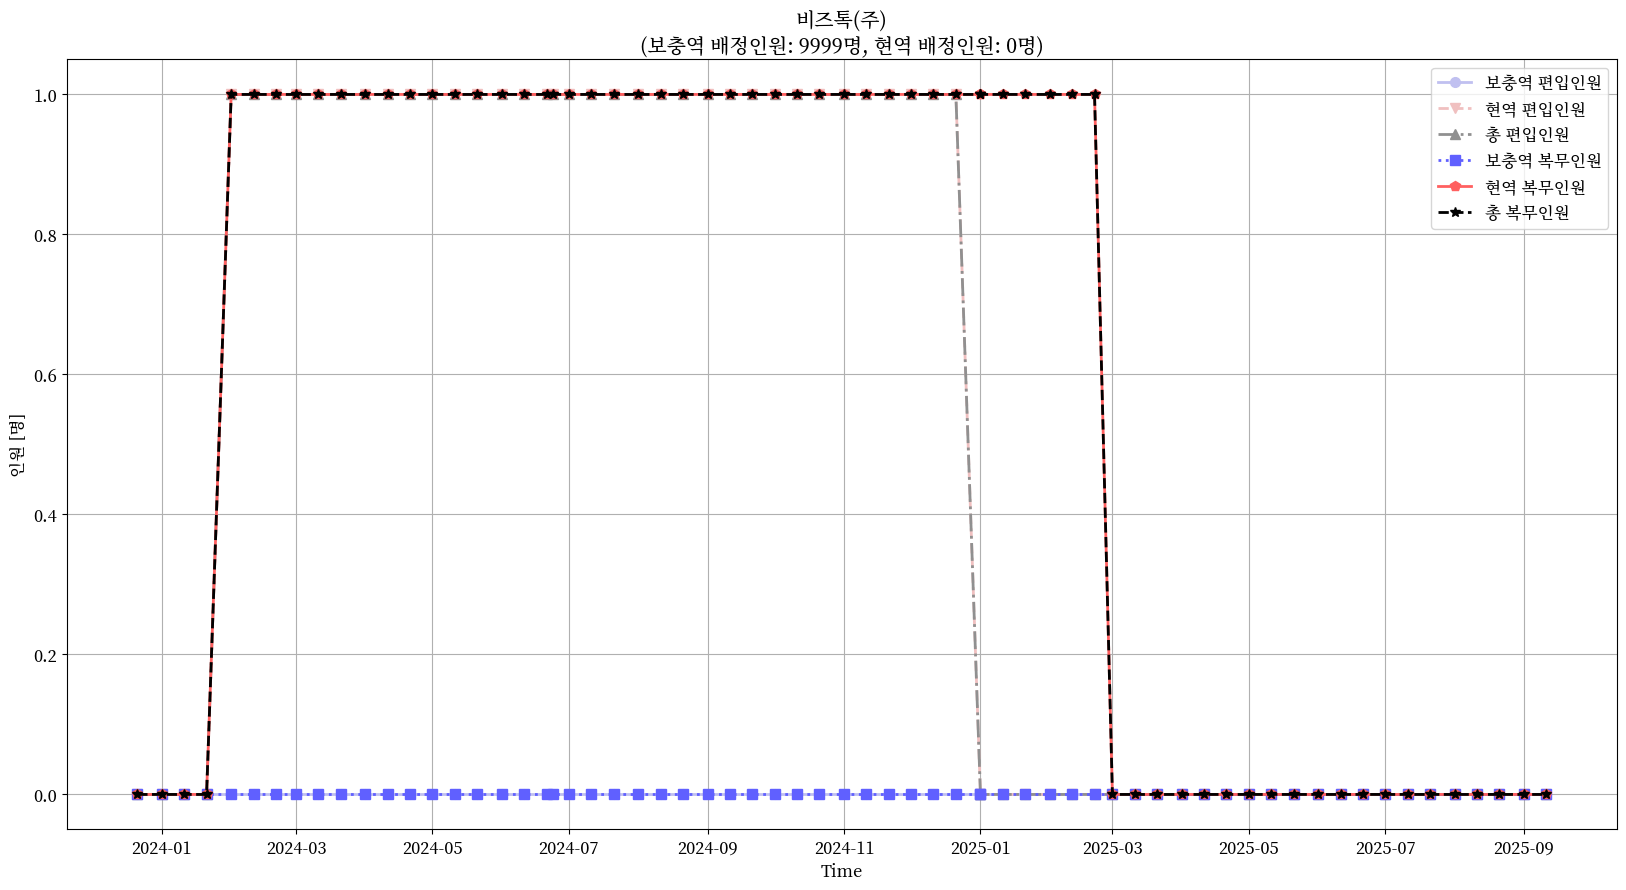 비즈톡(주)
(보충역 배정인원: 9999명, 현역 배정인원: 0명)
보충역 편입인원
현역 편입인원
총 편입인원
보충역 복무인원
현역 복무인원
총 복무인원
1.0
0.8
0.6
0.4
0.2
0.0
인원 [명]
2024-01 2024-03 2024-05 2024-07 2024-09 2024-11 2025-01 2025-03 2025-05 2025-07 2025-09
Time